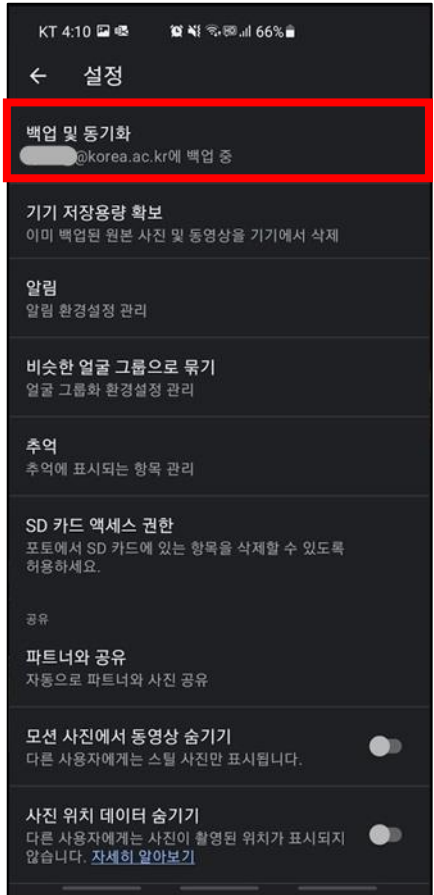 KT 4:10 66%
설정
백업 및 동기화
@korea.ac.kr에 백업 중
기기 저장용량 확보
이미 백업된 원본 사진 및 동영상을 기기에서 삭제
알림
알림 환경설정 관리
비슷한 얼굴 그룹으로 묶기
얼굴 그룹화 환경설정 관리
추억
추억에 표시되는 항목 관리
SD 카드 액세스 권한
포토에서 SD 카드에 있는 항목을 삭제할 수 있도록
허용하세요.
공유
파트너와 공유
자동으로 파트너와 사진 공유
모션 사진에서 동영상 숨기기
다른 사용자에게는 스틸 사진만 표시됩니다.
사진 위치 데이터 숨기기
다른 사용자에게는 사진이 촬영된 위치가 표시되지
않습니다. 자세히 알아보기